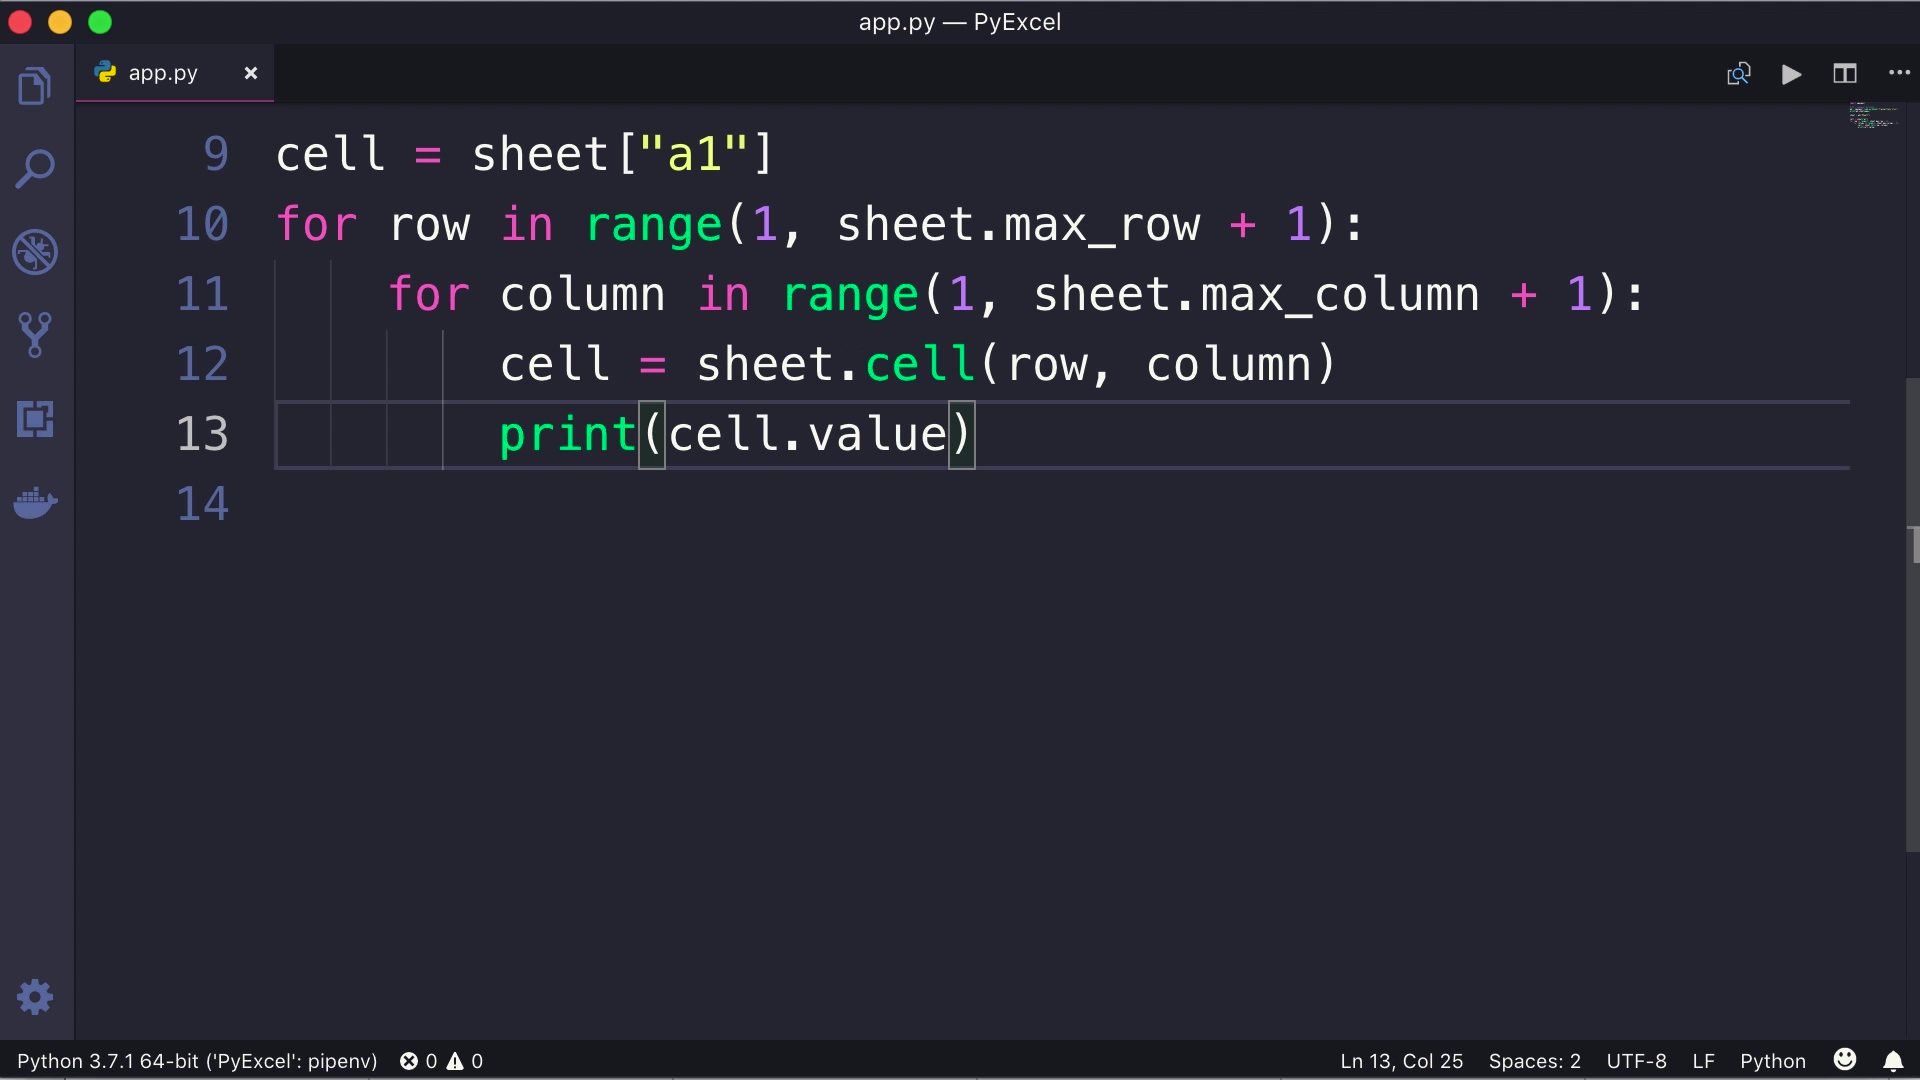 app.py — PyExcel
app.py
9 cell = sheet["a1"]
10 for row in range(1, sheet.max_row + 1):
11     for column in range(1, sheet.max_column + 1):
12         cell = sheet.cell(row, column)
13         print(cell.value)
14
Python 3.7.1 64-bit ('PyExcel': pipenv) 0 0 Ln 13, Col 25 Spaces: 2 UTF-8 LF Python